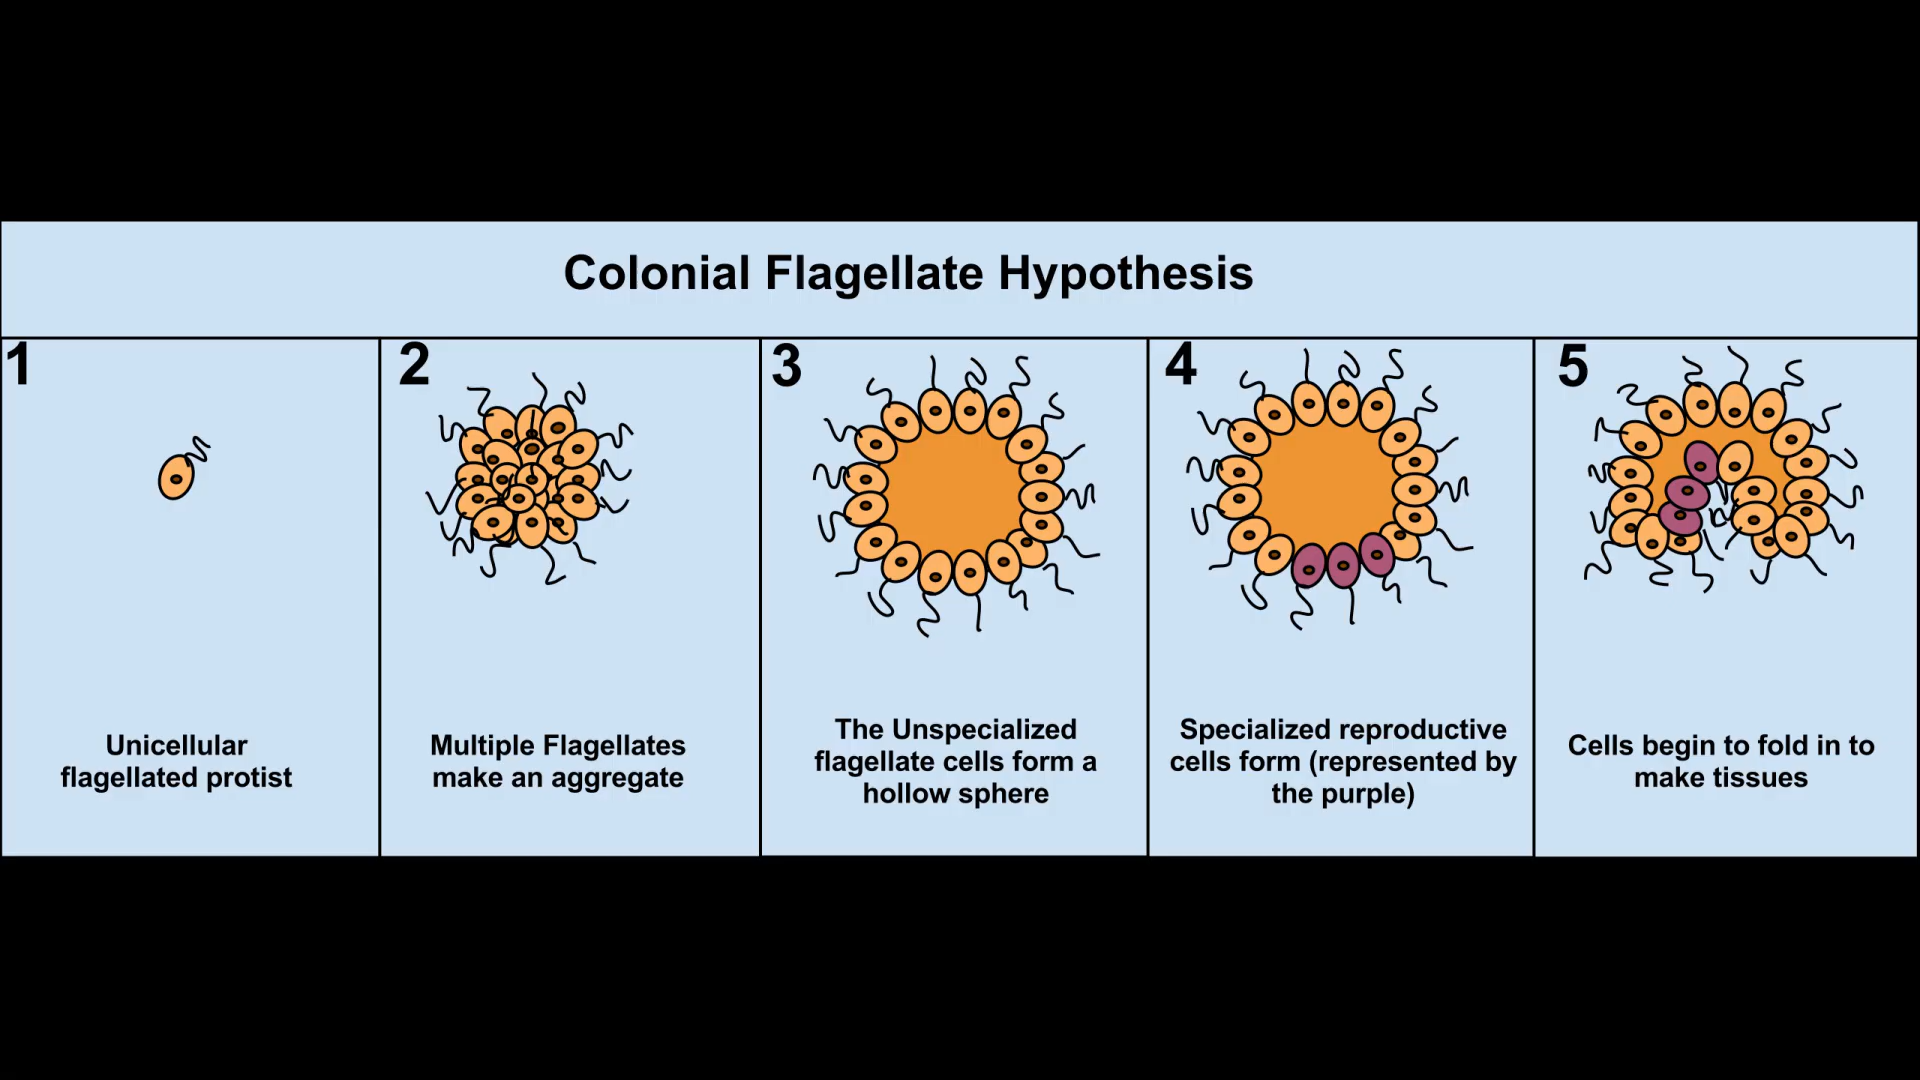 Colonial Flagellate Hypothesis
1
2
3
4
5
Unicellular
flagellated protist
Multiple Flagellates
make an aggregate
The Unspecialized
flagellate cells form a
hollow sphere
Specialized reproductive
cells form (represented by
the purple)
Cells begin to fold in to
make tissues